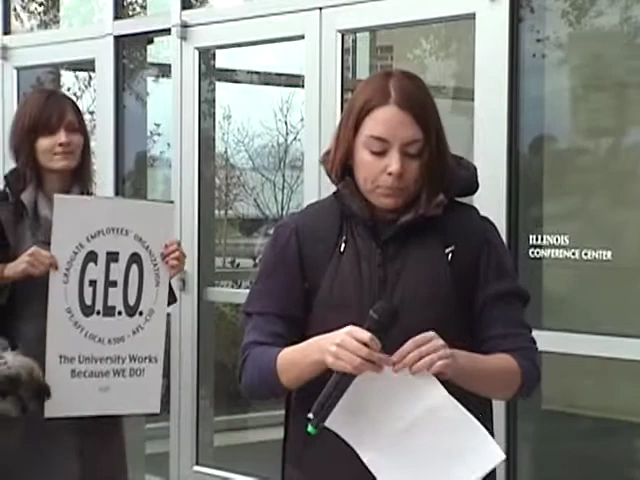 GRADUATE EMPLOYEES' ORGANIZATION
G.E.O.
IFT/AFT LOCAL 6300 • AFL-CIO
The University Works
Because WE DO!
ILLINOIS
CONFERENCE CENTER